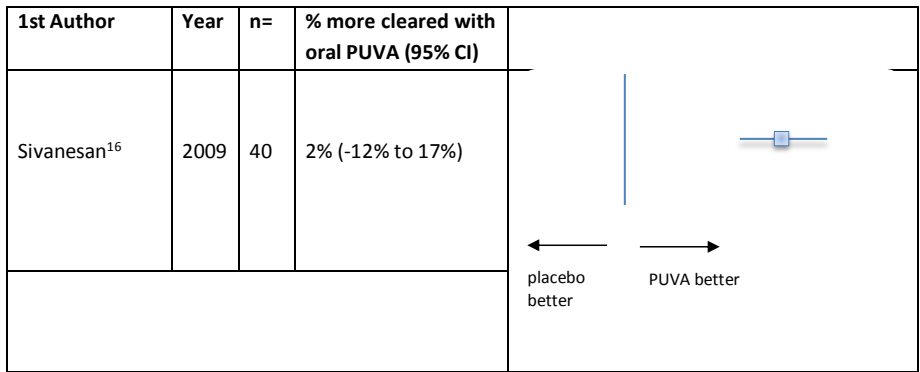 1st Author Year n= % more cleared with
oral PUVA (95% CI)
Sivanesan16 2009 40 2% (-12% to 17%)
placebo
better
PUVA better